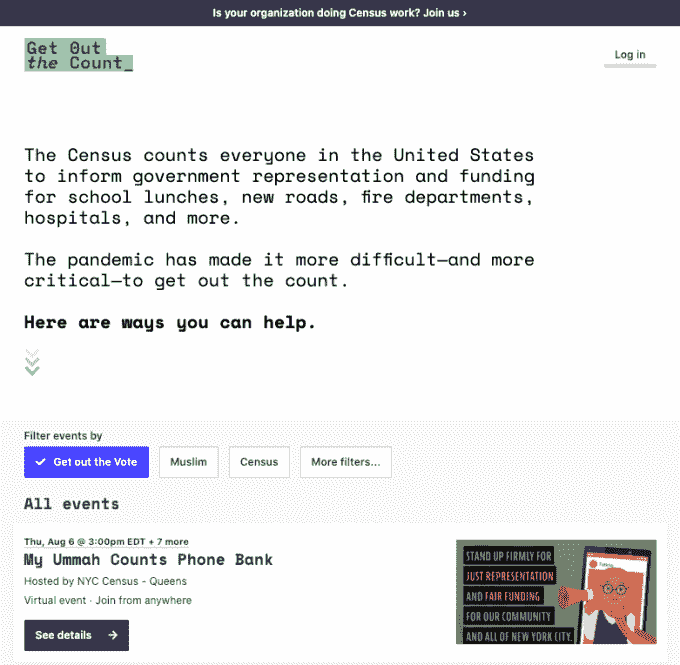 Is your organization doing Census work? Join us ›
Get Out
the Count_
Log in
The Census counts everyone in the United States
to inform government representation and funding
for school lunches, new roads, fire departments,
hospitals, and more.
The pandemic has made it more difficult—and more
critical—to get out the count.
Here are ways you can help.
Filter events by
Get out the Vote
Muslim
Census
More filters...
All events
Thu, Aug 6 @ 3:00pm EDT + 7 more
My Ummah Counts Phone Bank
Hosted by NYC Census - Queens
Virtual event · Join from anywhere
See details
STAND UP FIRMLY FOR
JUST REPRESENTATION
AND FAIR FUNDING
FOR OUR COMMUNITY
AND ALL OF NEW YORK CITY.